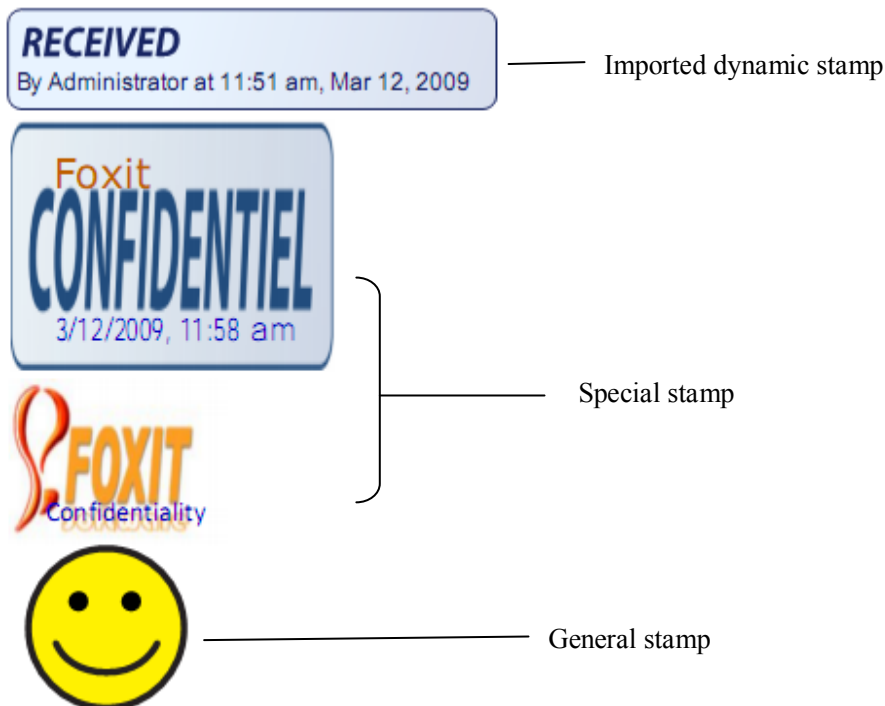 RECEIVED
By Administrator at 11:51 am, Mar 12, 2009
Imported dynamic stamp
Foxit
CONFIDENTIEL
3/12/2009, 11:58 am
Special stamp
FOXIT
Confidentiality
General stamp